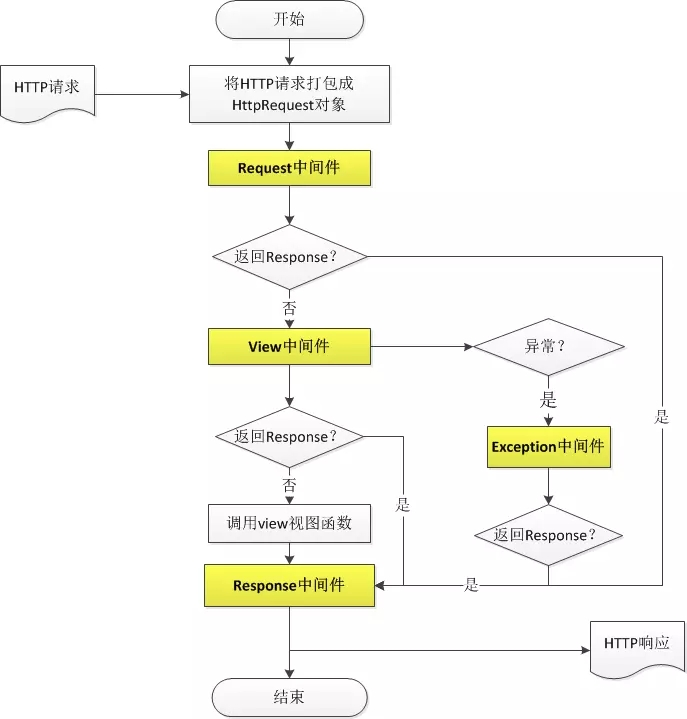 开始
HTTP请求
将HTTP请求打包成
HttpRequest对象
Request中间件
返回Response？
否
View中间件
异常？
是
是
返回Response？
Exception中间件
否
是
调用view视图函数
返回Response？
Response中间件
是
HTTP响应
结束